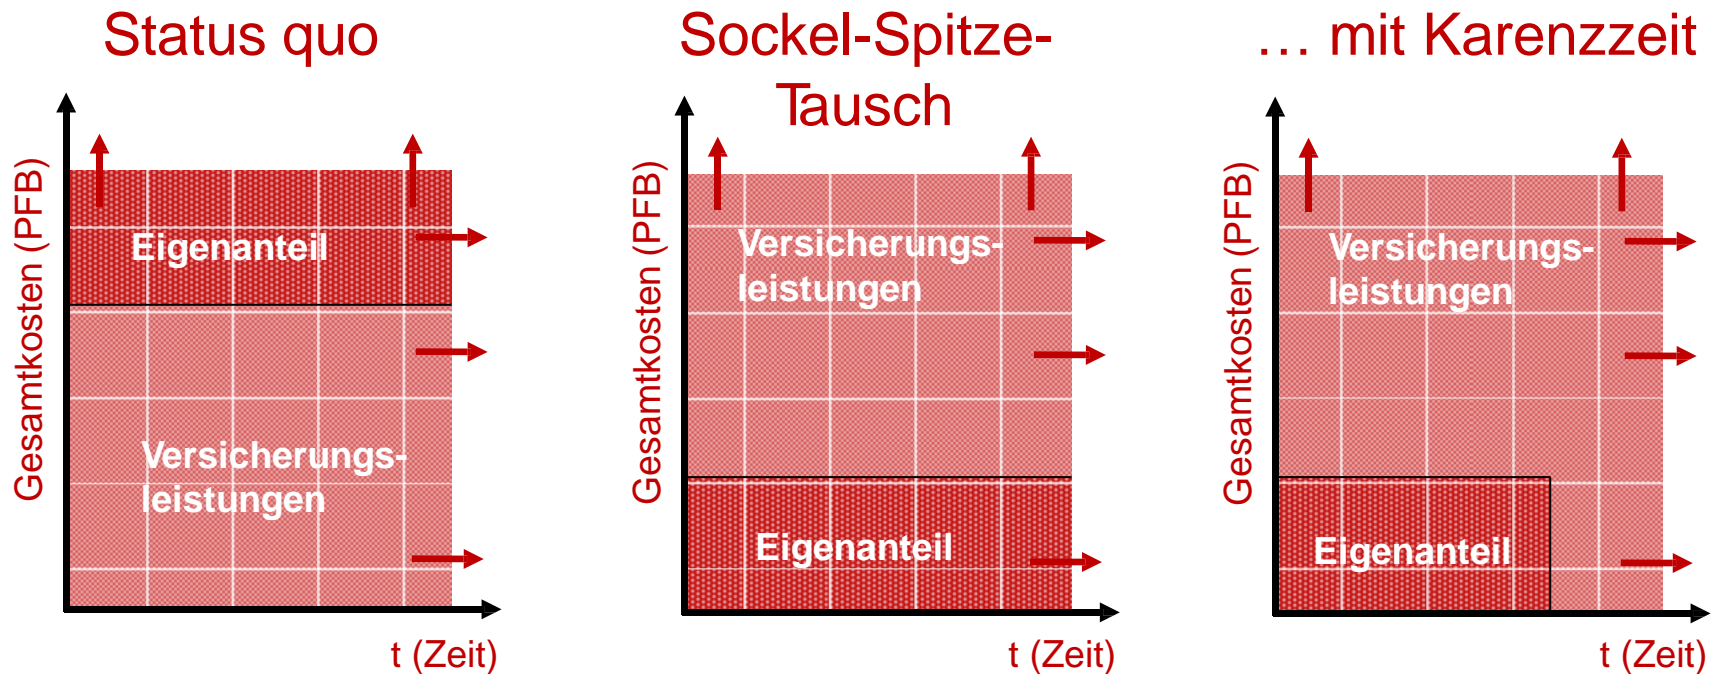 Status quo
Gesamtkosten (PFB)
Eigenanteil
Versicherungs-
leistungen
t (Zeit)
Sockel-Spitze-
Tausch
Gesamtkosten (PFB)
Versicherungs-
leistungen
Eigenanteil
t (Zeit)
… mit Karenzzeit
Gesamtkosten (PFB)
Versicherungs-
leistungen
Eigenanteil
t (Zeit)